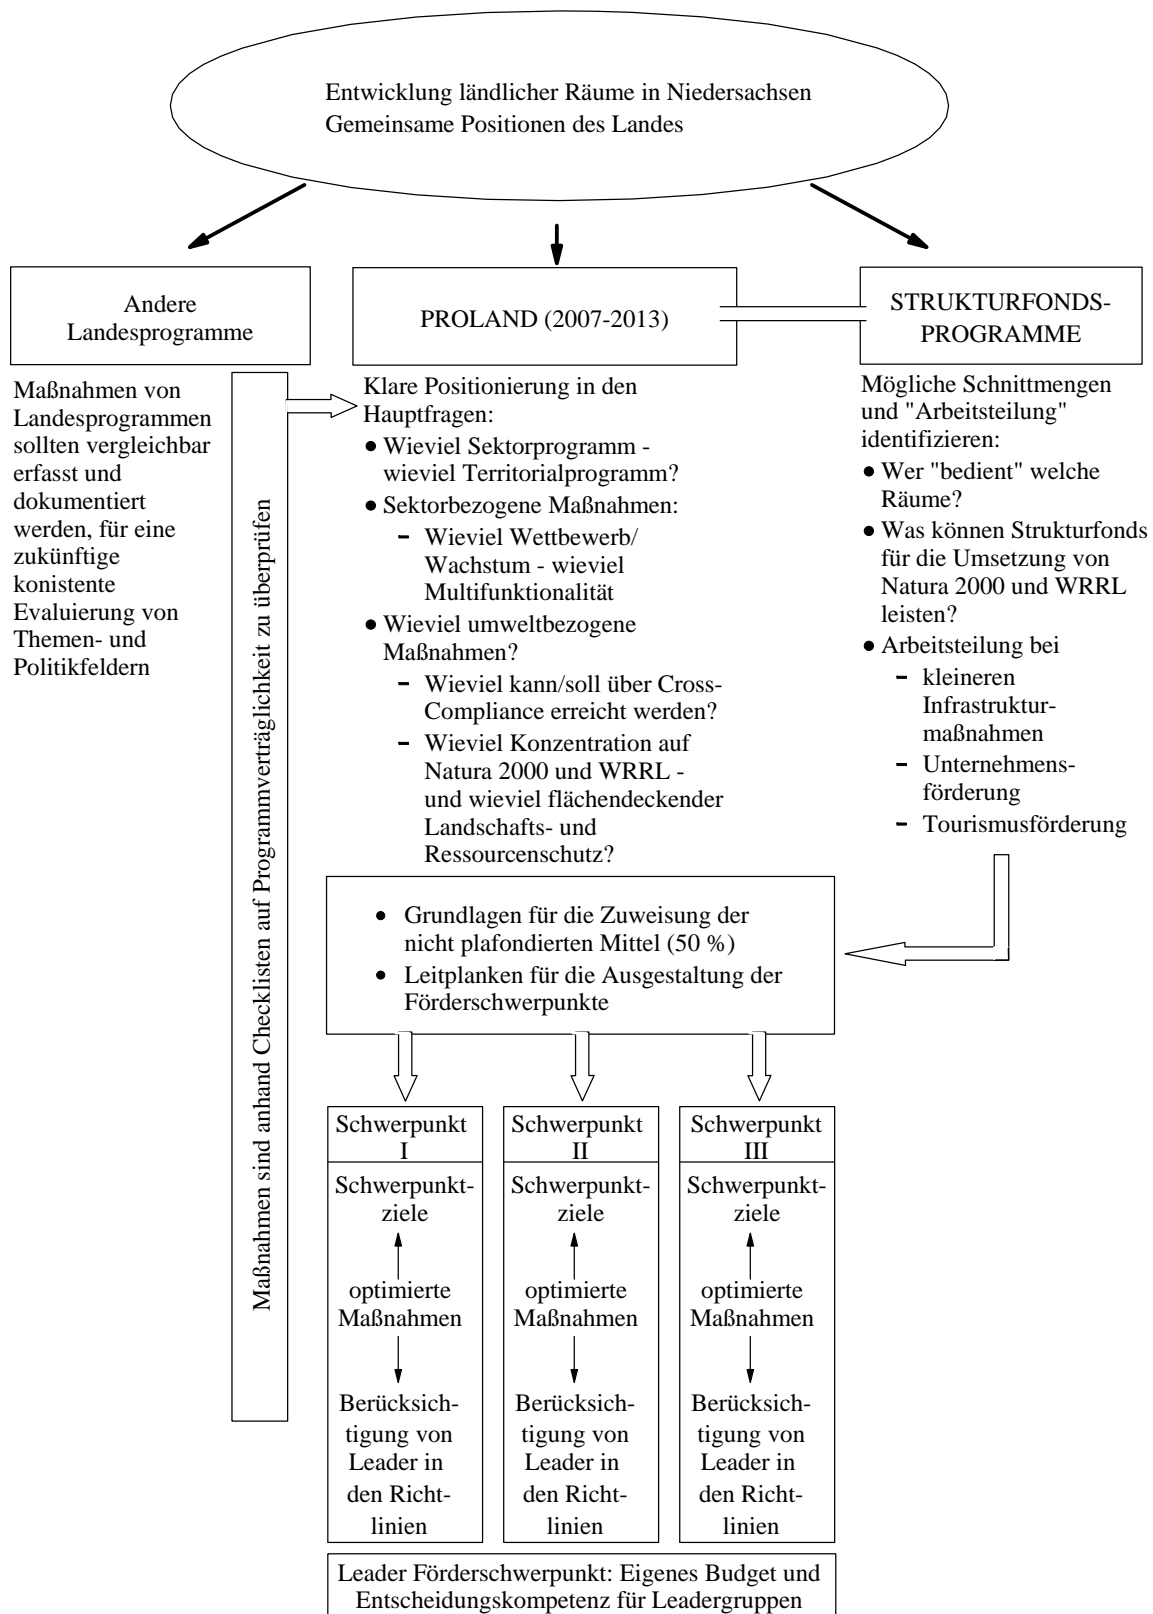 Entwicklung ländlicher Räume in Niedersachsen
Gemeinsame Positionen des Landes
Andere
Landesprogramme
Maßnahmen von
Landesprogrammen
sollten vergleichbar
erfasst und
dokumentiert
werden, für eine
zukünftige
konistente
Evaluierung von
Themen- und
Politikfeldern
Maßnahmen sind anhand Checklisten auf Programmverträglichkeit zu überprüfen
PROLAND (2007-2013)
Klare Positionierung in den
Hauptfragen:
● Wieviel Sektorprogramm -
wieviel Territorialprogramm?
● Sektorbezogene Maßnahmen:
– Wieviel Wettbewerb/
Wachstum - wieviel
Multifunktionalität
● Wieviel umweltbezogene
Maßnahmen?
– Wieviel kann/soll über Cross-
Compliance erreicht werden?
– Wieviel Konzentration auf
Natura 2000 und WRRL -
und wieviel flächendeckender
Landschafts- und
Ressourcenschutz?
STRUKTURFONDS-
PROGRAMME
Mögliche Schnittmengen
und "Arbeitsteilung"
identifizieren:
● Wer "bedient" welche
Räume?
● Was können Strukturfonds
für die Umsetzung von
Natura 2000 und WRRL
leisten?
● Arbeitsteilung bei
– kleineren
Infrastruktur-
maßnahmen
– Unternehmens-
förderung
– Tourismusförderung
● Grundlagen für die Zuweisung der
nicht plafondierten Mittel (50 %)
● Leitplanken für die Ausgestaltung der
Förderschwerpunkte
Schwerpunkt
I
Schwerpunkt-
ziele
optimierte
Maßnahmen
Berücksich-
tigung von
Leader in
den Richt-
linien
Schwerpunkt
II
Schwerpunkt-
ziele
optimierte
Maßnahmen
Berücksich-
tigung von
Leader in
den Richt-
linien
Schwerpunkt
III
Schwerpunkt-
ziele
optimierte
Maßnahmen
Berücksich-
tigung von
Leader in
den Richt-
linien
Leader Förderschwerpunkt: Eigenes Budget und
Entscheidungskompetenz für Leadergruppen